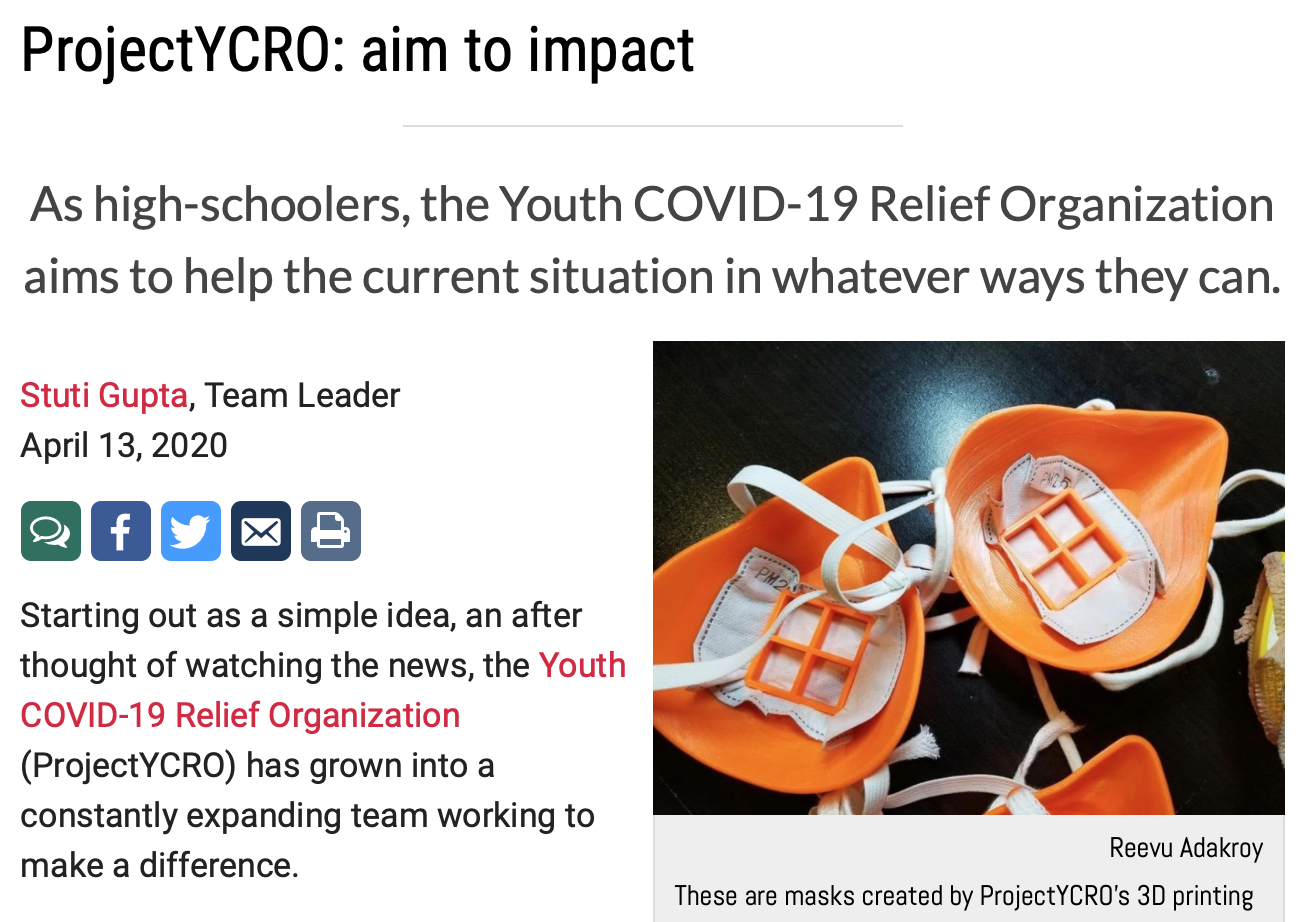 ProjectYCRO: aim to impact
As high-schoolers, the Youth COVID-19 Relief Organization
aims to help the current situation in whatever ways they can.
Stuti Gupta, Team Leader
April 13, 2020
Starting out as a simple idea, an after
thought of watching the news, the Youth
COVID-19 Relief Organization
(ProjectYCRO) has grown into a
constantly expanding team working to
make a difference.
PM2
PM2.5
Reevu Adakroy
These are masks created by ProjectYCRO's 3D printing